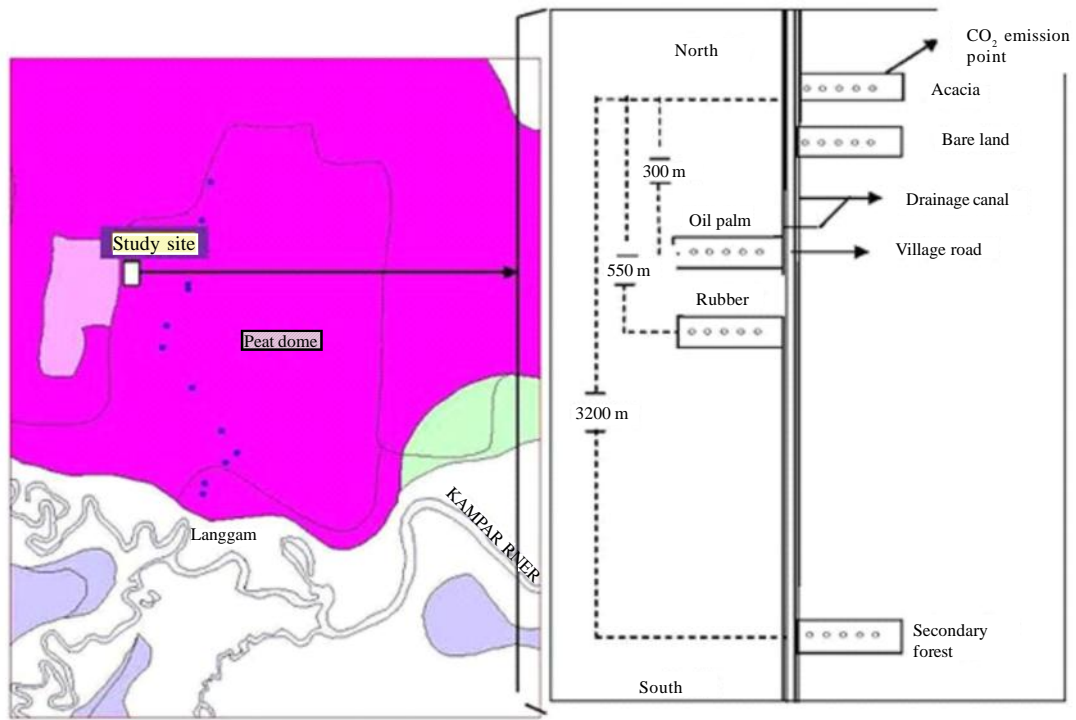 Study site
Peat dome
Langgam
KAMPAR RNER
North
CO2 emission
point
Acacia
Bare land
300 m
Drainage canal
Oil palm
Village road
550 m
Rubber
3200 m
Secondary
forest
South